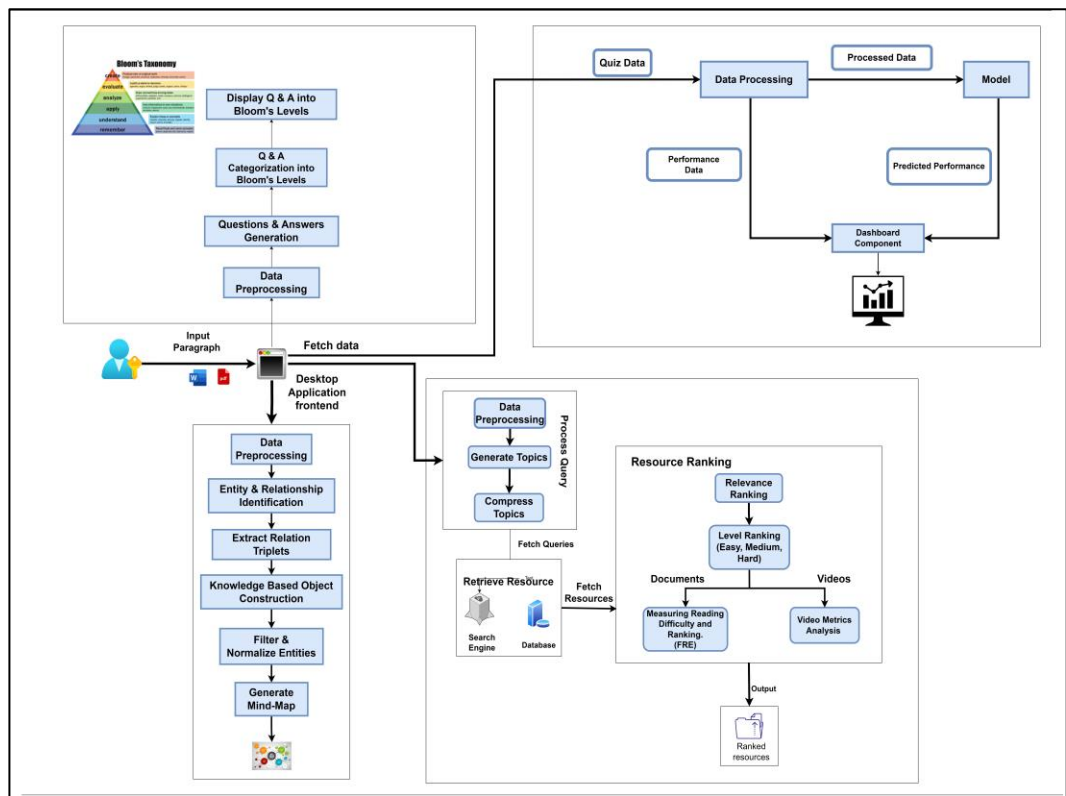 Bloom's Taxonomy
create
evaluate
analyze
apply
understand
remember
Display Q & A into
Bloom's Levels
Q & A
Categorization into
Bloom's Levels
Questions & Answers
Generation
Data
Preprocessing
Quiz Data
Data Processing
Processed Data
Model
Performance
Data
Predicted Performance
Dashboard
Component
Input
Paragraph
Fetch data
Desktop
Application
frontend
Data
Preprocessing
Entity & Relationship
Identification
Extract Relation
Triplets
Knowledge Based Object
Construction
Filter &
Normalize Entities
Generate
Mind-Map
Data
Preprocessing
Generate Topics
Compress
Topics
Process Query
Fetch Queries
Retrieve Resource
Search
Engine
Database
Fetch
Resources
Resource Ranking
Relevance
Ranking
Level Ranking
(Easy, Medium,
Hard)
Documents
Videos
Measuring Reading
Difficulty and
Ranking.
(FRE)
Video Metrics
Analysis
Output
Ranked
resources